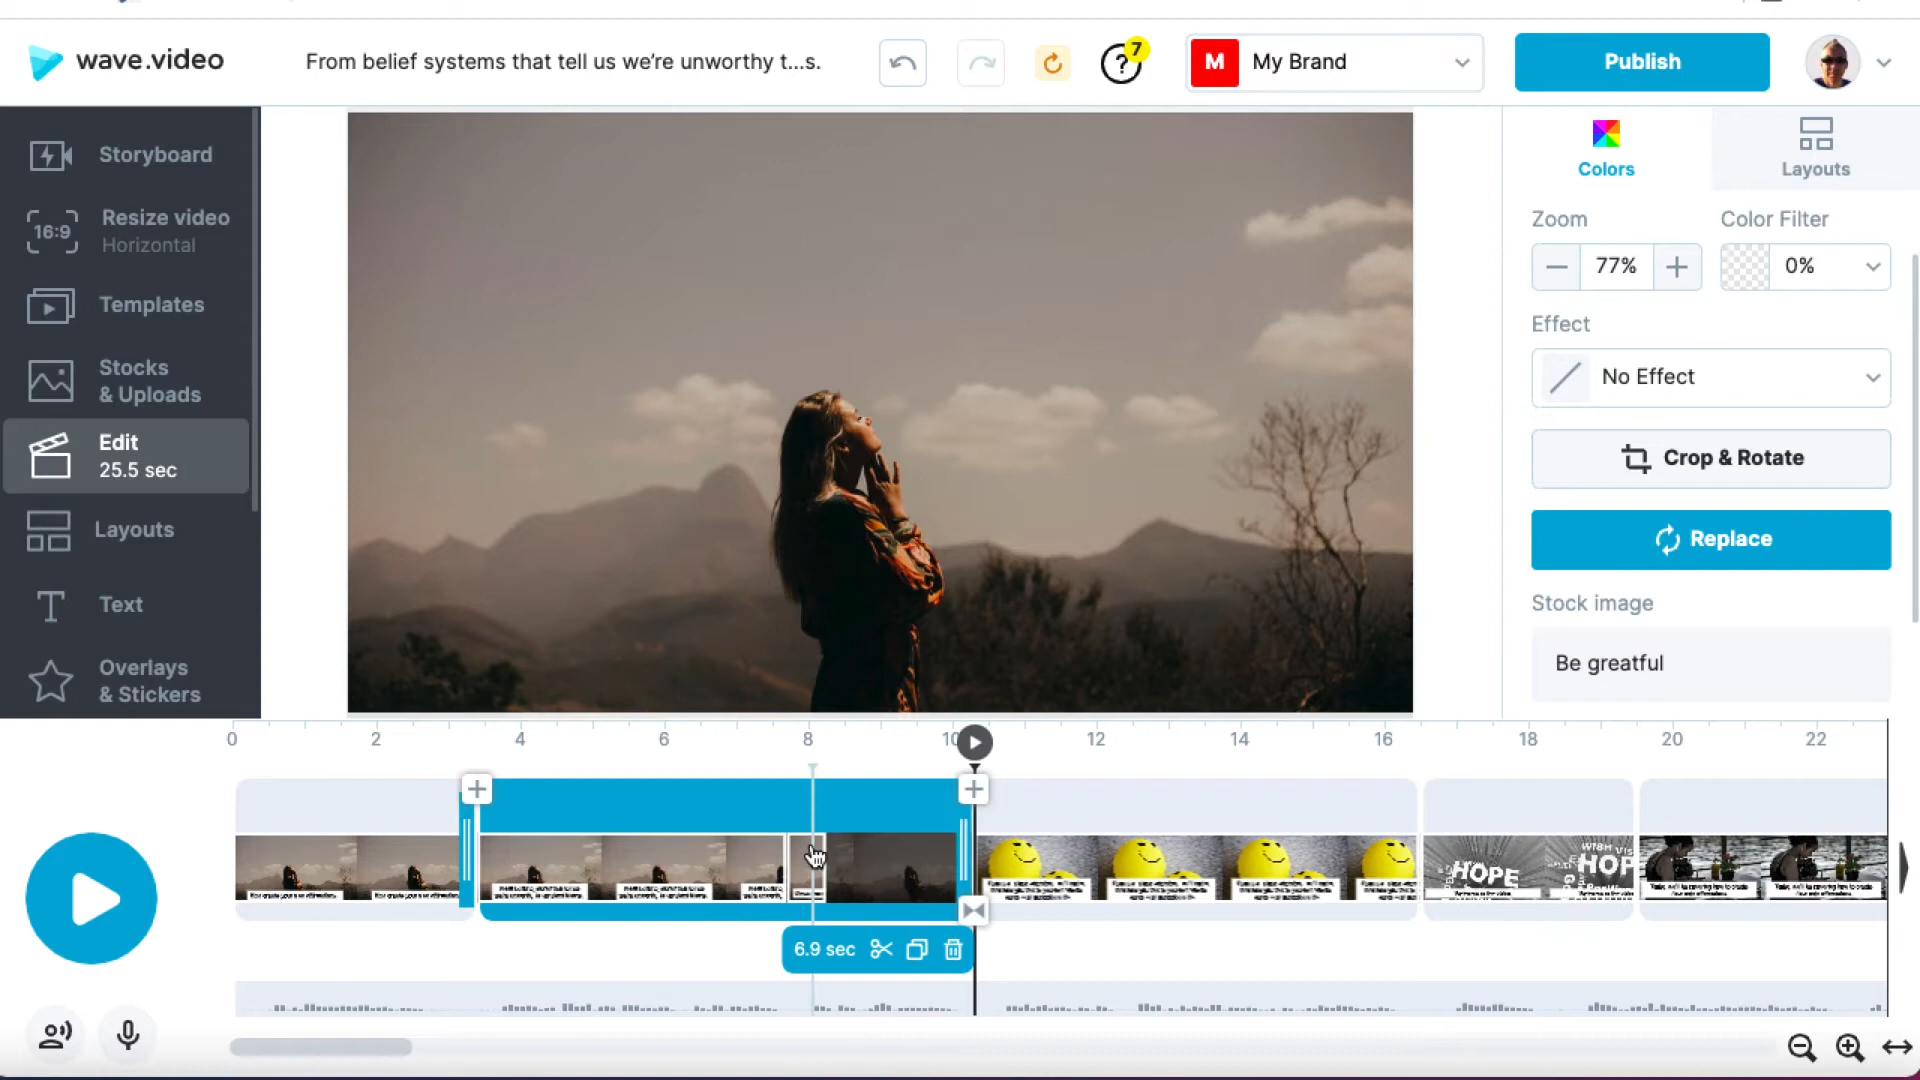 wave.video
From belief systems that tell us we're unworthy t...s.
7
M My Brand
Publish
Storyboard
16:9
Resize video
Horizontal
Templates
Stocks
& Uploads
Edit
25.5 sec
Layouts
Text
Overlays
& Stickers
Colors
Layouts
Zoom
Color Filter
77%
0%
Effect
No Effect
Crop & Rotate
Replace
Stock image
Be greatful
0 2 4 6 8 10 12 14 16 18 20 22
HOPE
HOP
6.9 sec